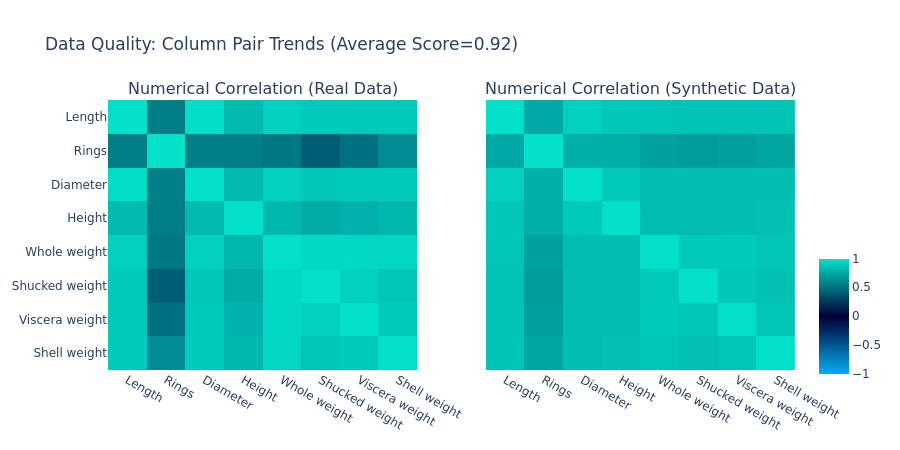 Data Quality: Column Pair Trends (Average Score=0.92)
Numerical Correlation (Real Data)
Numerical Correlation (Synthetic Data)
Length
Rings
Diameter
Height
Whole weight
Shucked weight
Viscera weight
Shell weight
Length
Rings
Diameter
Height
Whole weight
Shucked weight
Viscera weight
Shell weight
Length
Rings
Diameter
Height
Whole weight
Shucked weight
Viscera weight
Shell weight
1
0.5
0
−0.5
−1